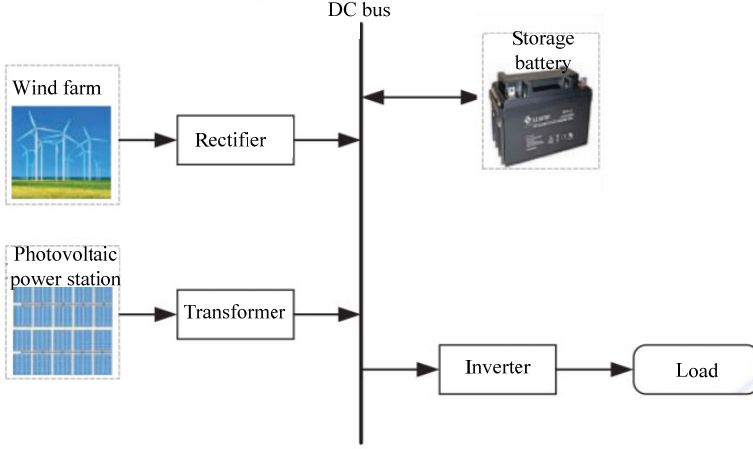 DC bus
Storage
battery
Wind farm
Rectifier
Photovoltaic
power station
Transformer
Inverter
Load